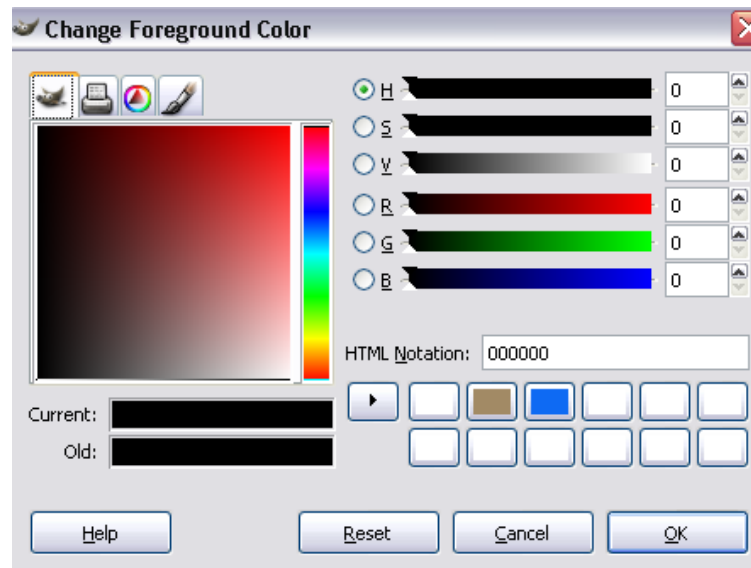 Change Foreground Color
H 0
S 0
V 0
R 0
G 0
B 0
HTML Notation: 000000
Current:
Old:
Help Reset Cancel OK